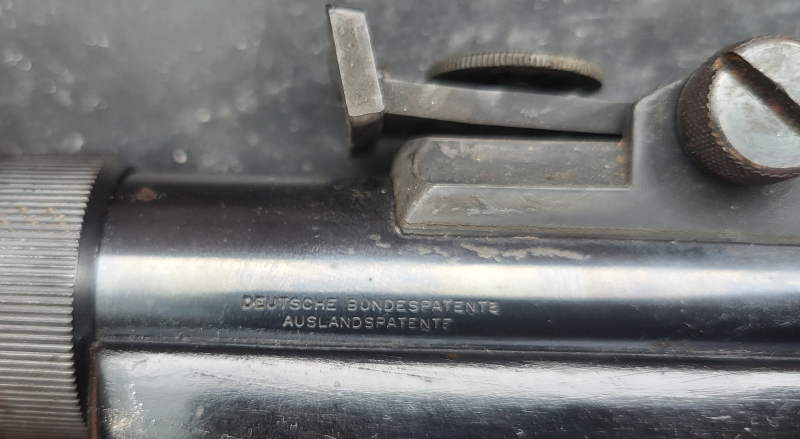 DEUTSCHE BUNDESPATENTE
AUSLANDSPATENTE